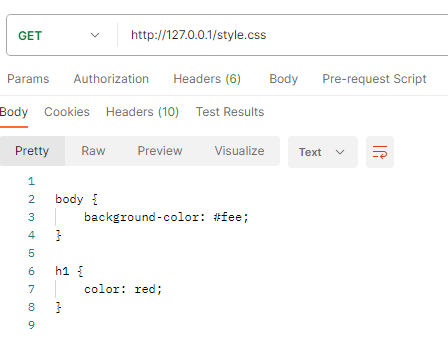 GET http://127.0.0.1/style.css
Params Authorization Headers (6) Body Pre-request Script
Body Cookies Headers (10) Test Results
Pretty Raw Preview Visualize Text
1
2 body {
3 background-color: #fee;
4 }
5
6 h1 {
7 color: red;
8 }
9